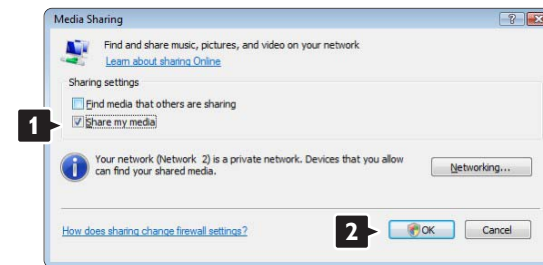 Media Sharing
Find and share music, pictures, and video on your network
Learn about sharing Online
Sharing settings
Find media that others are sharing
1
Share my media
Your network (Network 2) is a private network. Devices that you allow
can find your shared media.
Networking...
How does sharing change firewall settings?
2
OK
Cancel